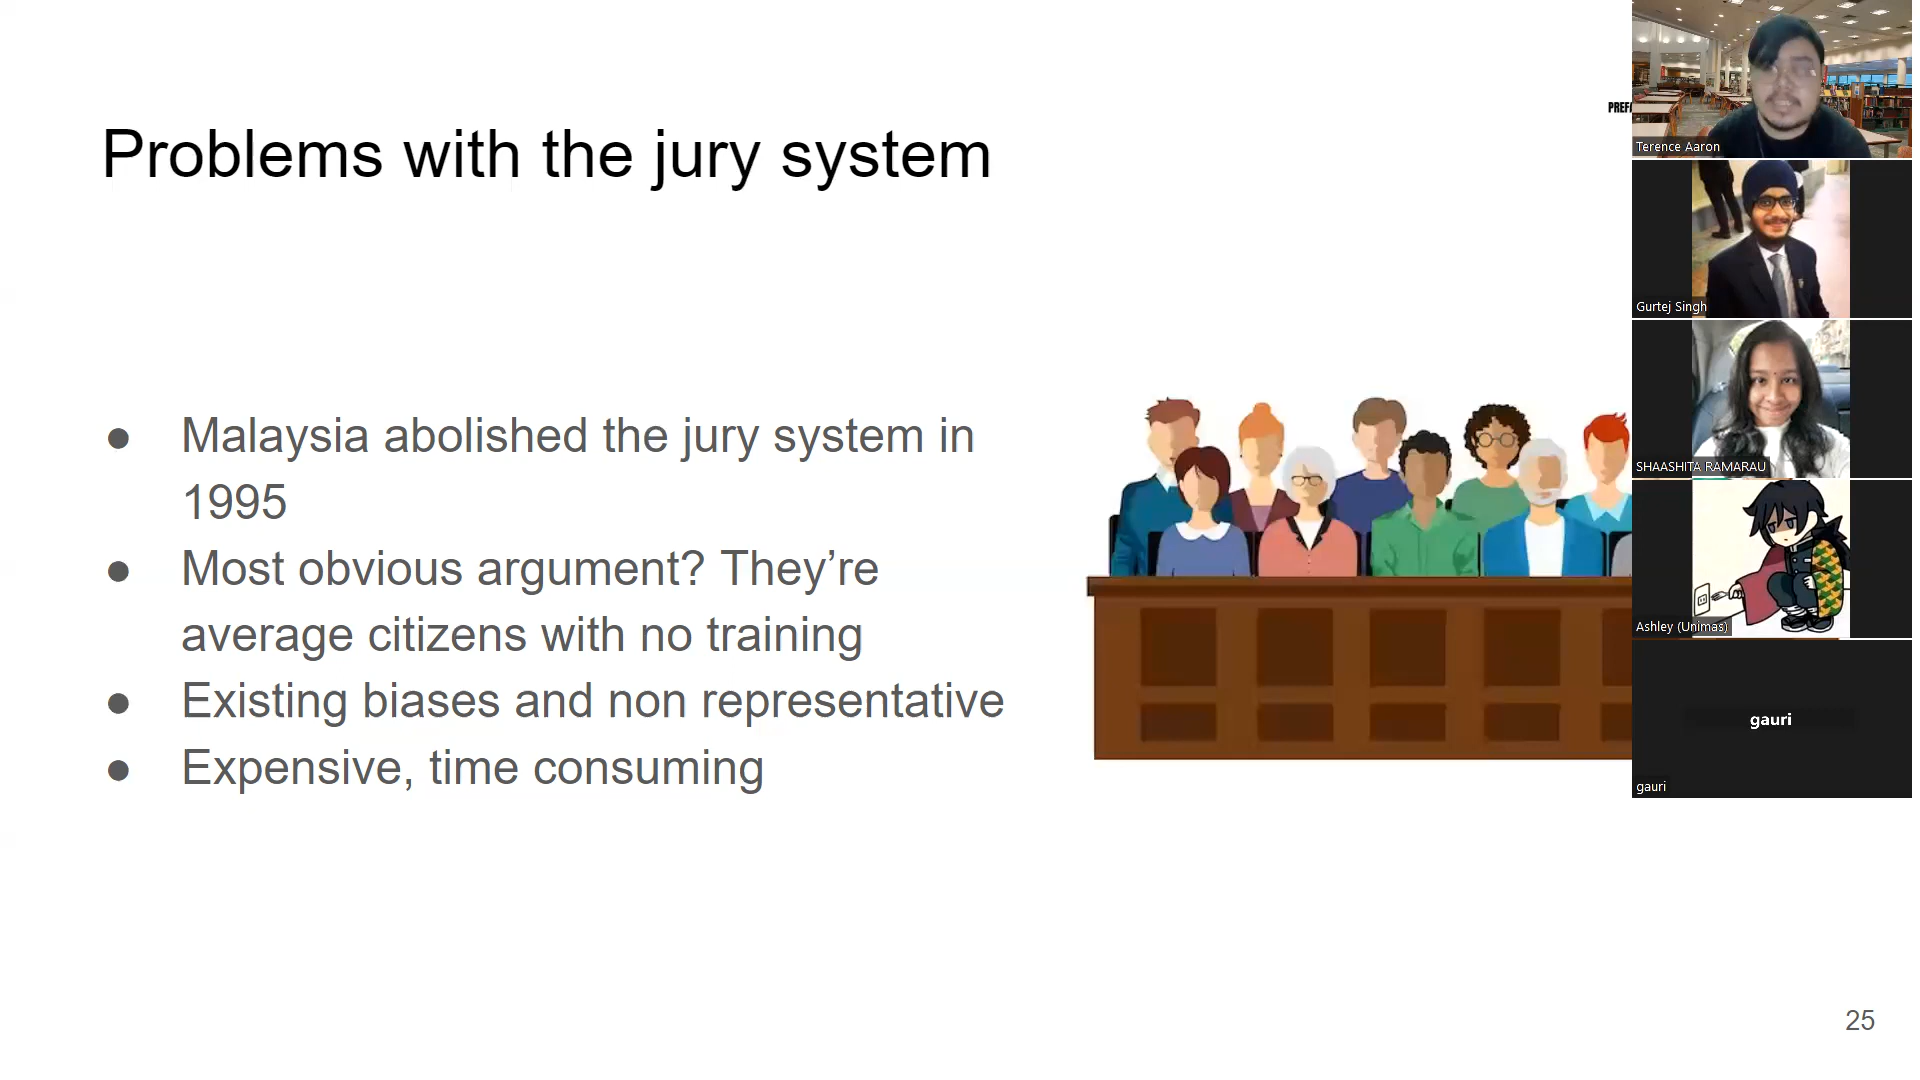 Problems with the jury system
● Malaysia abolished the jury system in
1995
● Most obvious argument? They’re
average citizens with no training
● Existing biases and non representative
● Expensive, time consuming
25
Terence Aaron
Gurtej Singh
SHAASHITA RAMARAU
Ashley (Unimas)
gauri
gauri